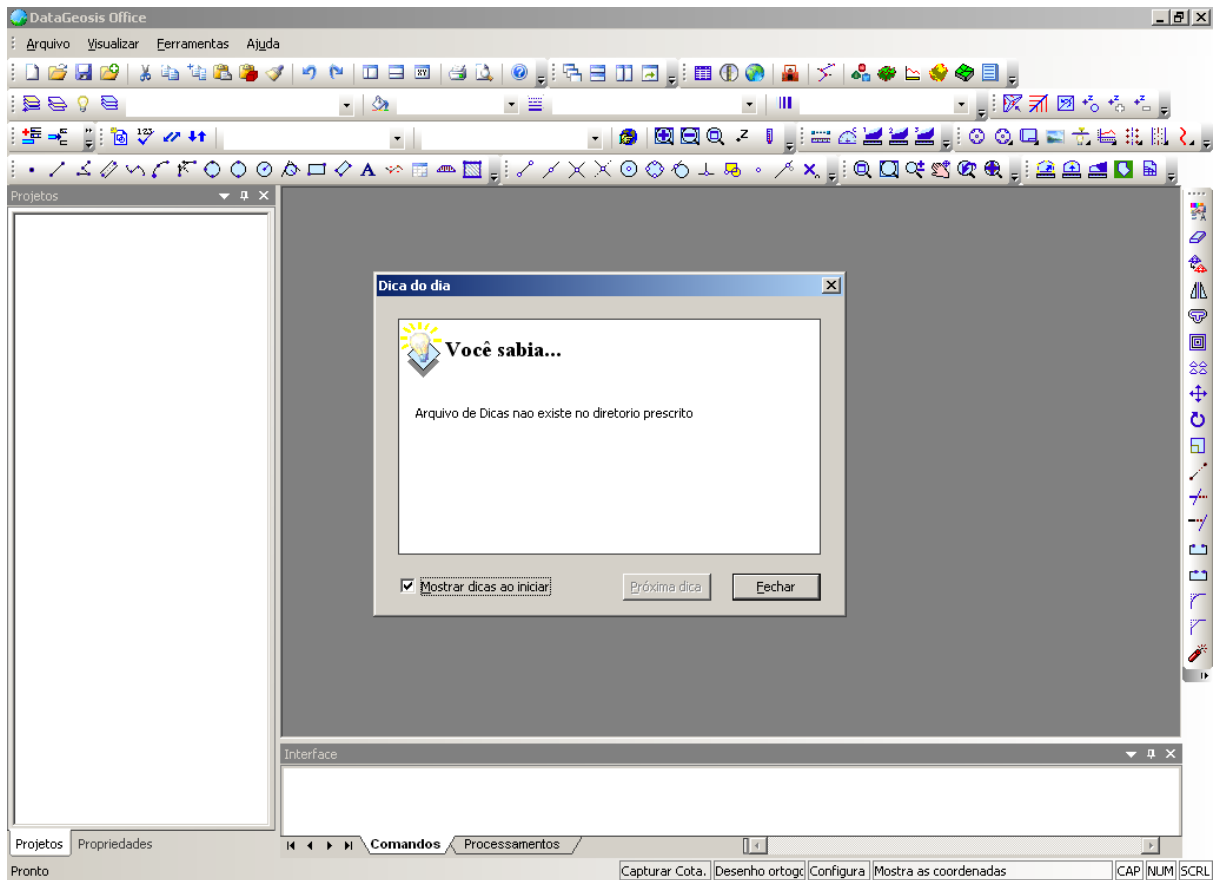 DataGeosis Office
Arquivo Visualizar Ferramentas Ajuda
Projetos
Dica do dia
Você sabia...
Arquivo de Dicas nao existe no diretorio prescrito
Mostrar dicas ao iniciar
Próxima dica
Fechar
Interface
Projetos Propriedades
Comandos Processamentos
Pronto
Capturar Cota. Desenho ortogo Configura Mostra as coordenadas CAP NUM SCRL